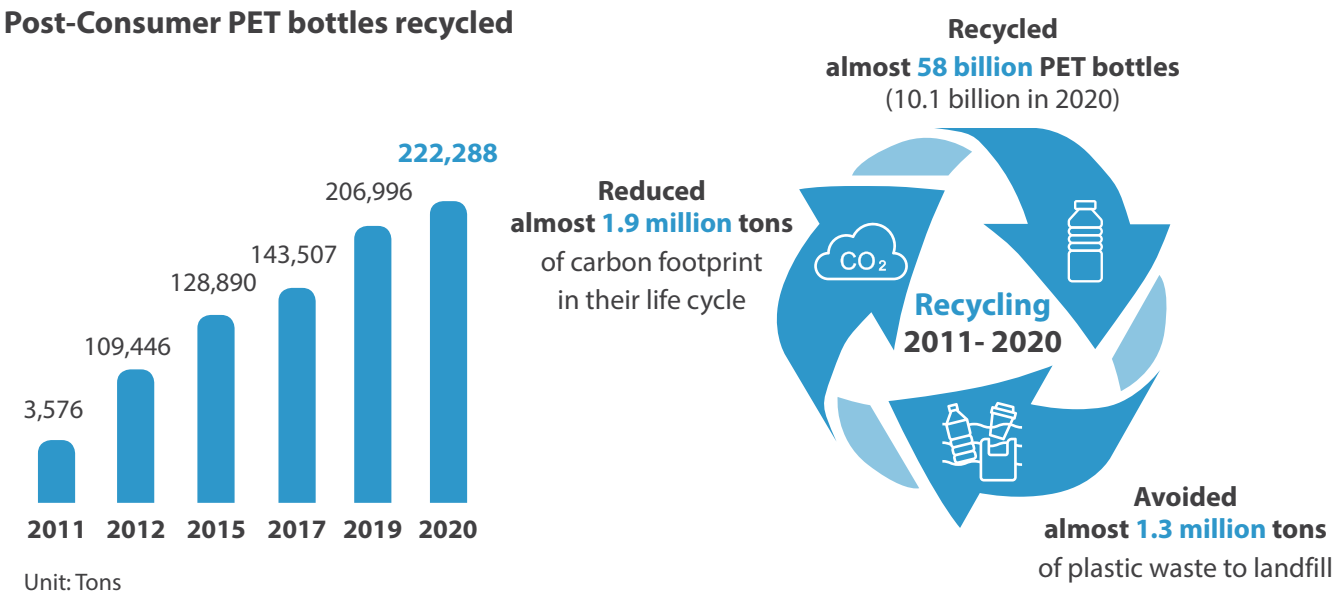 Post-Consumer PET bottles recycled
222,288
206,996
143,507
128,890
109,446
3,576
2011 2012 2015 2017 2019 2020
Unit: Tons
Recycled
almost 58 billion PET bottles
(10.1 billion in 2020)
Reduced
almost 1.9 million tons
of carbon footprint
in their life cycle
CO₂
Recycling
2011- 2020
Avoided
almost 1.3 million tons
of plastic waste to landfill